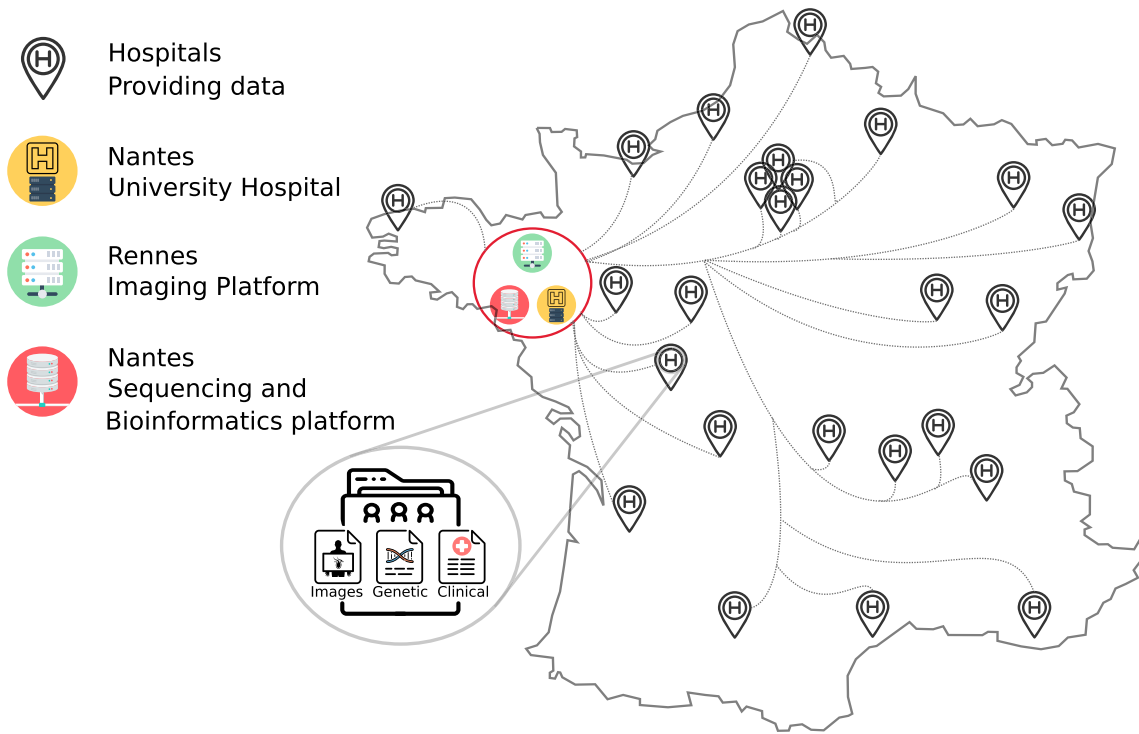 Hospitals
Providing data
Nantes
University Hospital
Rennes
Imaging Platform
Nantes
Sequencing and
Bioinformatics platform
Images Genetic Clinical